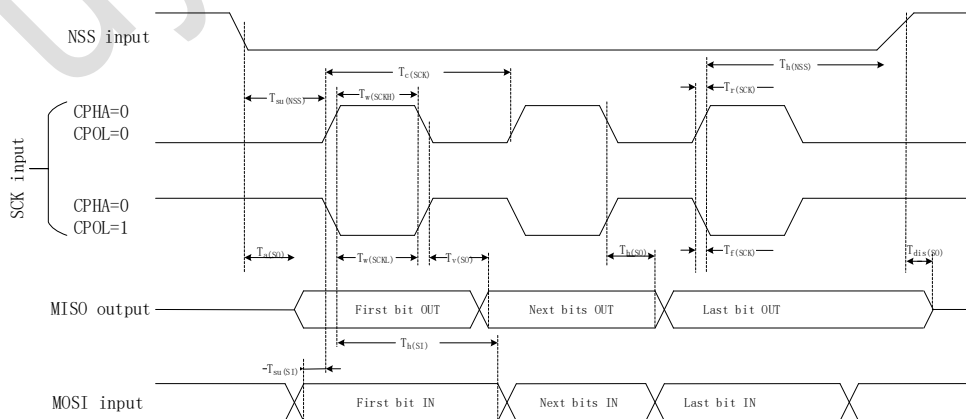 NSS input
Tc(SCK)
Th(NSS)
Tsu(NSS)
Tw(SCKH)
Tr(SCK)
SCK input
CPHA=0
CPOL=0
CPHA=0
CPOL=1
Ta(SO)
Tw(SCKL)
Tv(SO)
Th(SO)
Tf(SCK)
Tdis(SO)
MISO output
First bit OUT
Next bits OUT
Last bit OUT
Th(SI)
Tsu(SI)
MOSI input
First bit IN
Next bits IN
Last bit IN